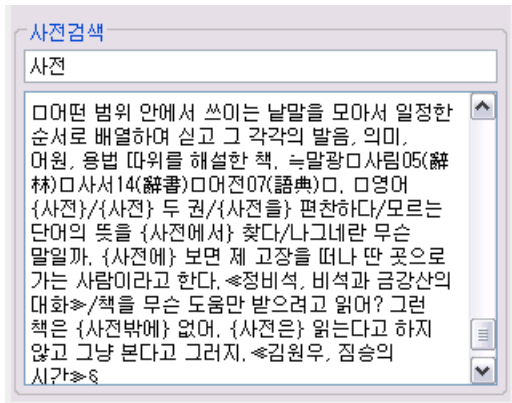 사전검색
사전
□어떤 범위 안에서 쓰이는 낱말을 모아서 일정한
순서로 배열하여 싣고 그 각각의 발음, 의미,
어원, 용법 따위를 해설한 책. ≒말광□사림05(辭
林)□사서14(辭書)□어전07(語典)□. □영어
{사전}/{사전} 두 권/{사전을} 편찬하다/모르는
단어의 뜻을 {사전에서} 찾다/나그네란 무슨
말일까. {사전에} 보면 제 고장을 떠나 딴 곳으로
가는 사람이라고 한다.≪정비석, 비석과 금강산의
대화≫/책을 무슨 도움만 받으려고 읽어? 그런
책은 {사전밖에} 없어. {사전은} 읽는다고 하지
않고 그냥 본다고 그러지.≪김원우, 짐승의
시간≫§